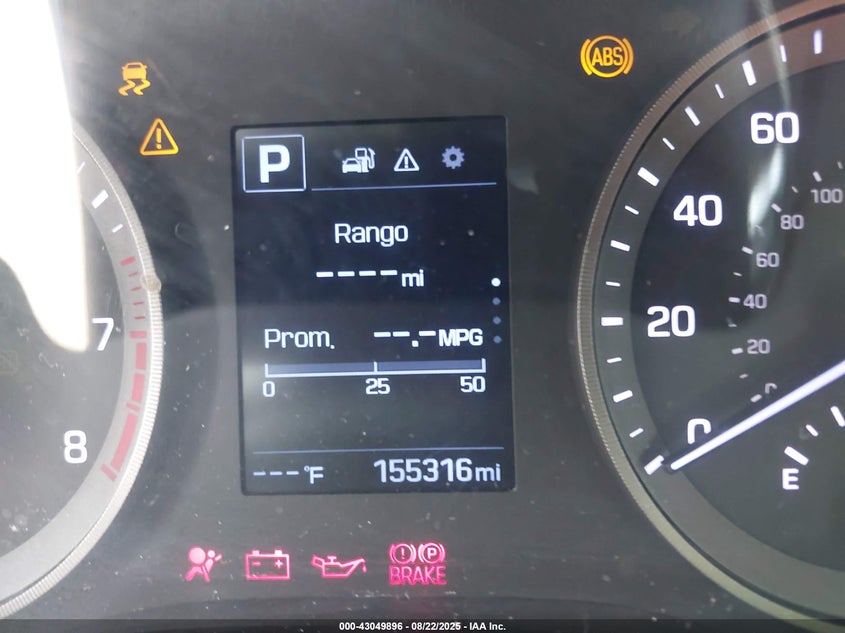 ABS
P
Rango
----mi
Prom. --.-MPG
0 25 50
---°F 155316mi
7
8
60
40
20
0
100
80
60
40
20
0
E
BRAKE
P
000-43049896 - 08/22/2025 - IAA Inc.